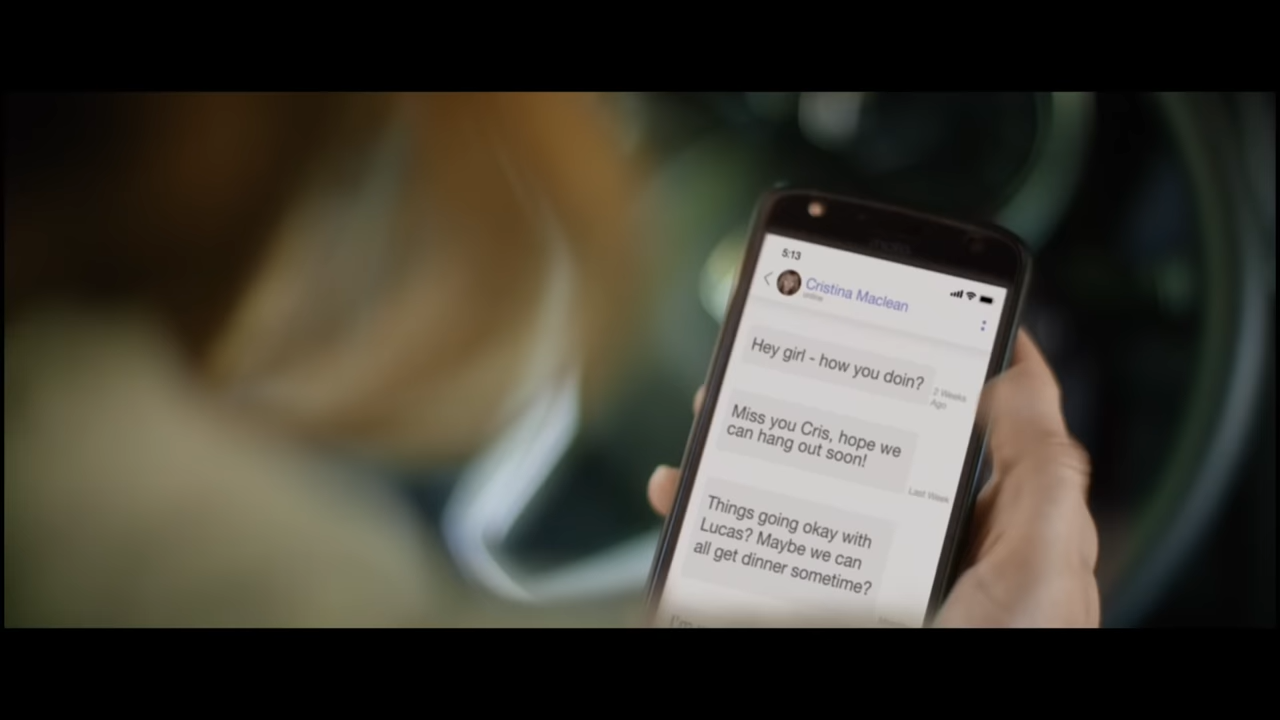 5:13
Cristina Maclean
online
Hey girl - how you doin?
2 Weeks
Ago
Miss you Cris, hope we
can hang out soon!
Last Week
Things going okay with
Lucas? Maybe we can
all get dinner sometime?
I'm